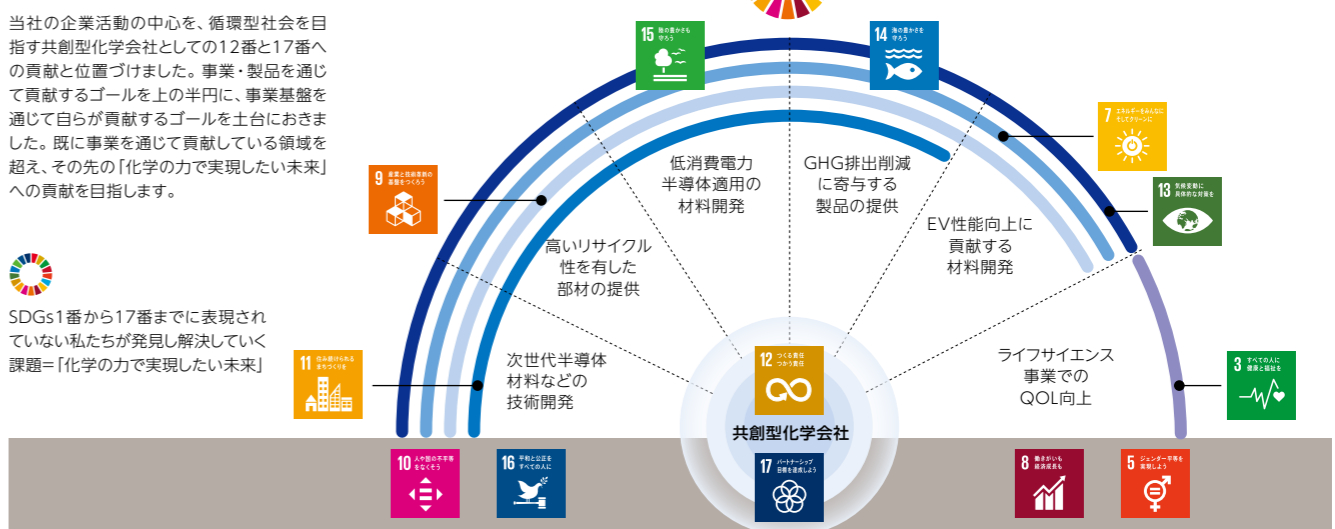 当社の企業活動の中心を、循環型社会を目
指す共創型化学会社としての12番と17番へ
の貢献と位置づけました。事業・製品を通じ
て貢献するゴールを上の半円に、事業基盤を
通じて自らが貢献するゴールを土台におきま
した。既に事業を通じて貢献している領域を
超え、その先の「化学の力で実現したい未来」
への貢献を目指します。
SDGs1番から17番までに表現され
ていない私たちが発見し解決していく
課題=「化学の力で実現したい未来」
15 陸の豊かさも
守ろう
14 海の豊かさを
守ろう
7 エネルギーをみんなに
そしてクリーンに
9 産業と技術革新の
基盤をつくろう
13 気候変動に
具体的な対策を
低消費電力
半導体適用の
材料開発
GHG排出削減
に寄与する
製品の提供
高いリサイクル
性を有した
部材の提供
EV性能向上に
貢献する
材料開発
11 住み続けられる
まちづくりを
次世代半導体
材料などの
技術開発
12 つくる責任
つかう責任
ライフサイエンス
事業での
QOL向上
3 すべての人に
健康と福祉を
共創型化学会社
10 人や国の不平等
をなくそう
16 平和と公正を
すべての人に
17 パートナーシップで
目標を達成しよう
8 働きがいも
経済成長も
5 ジェンダー平等を
実現しよう